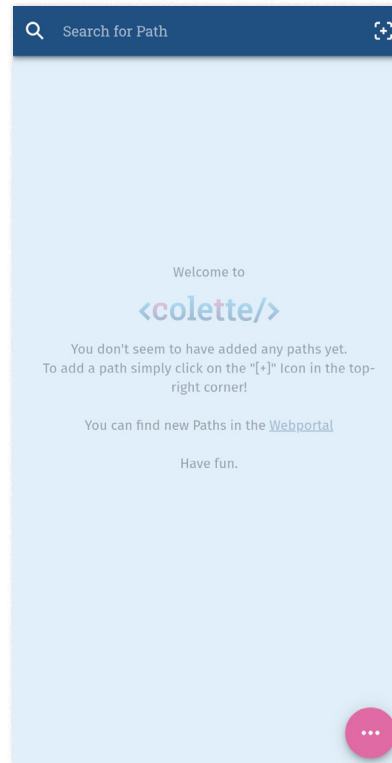 Search for Path
Welcome to
<colette/>
You don't seem to have added any paths yet.
To add a path simply click on the "[+]" Icon in the top-
right corner!
You can find new Paths in the Webportal
Have fun.